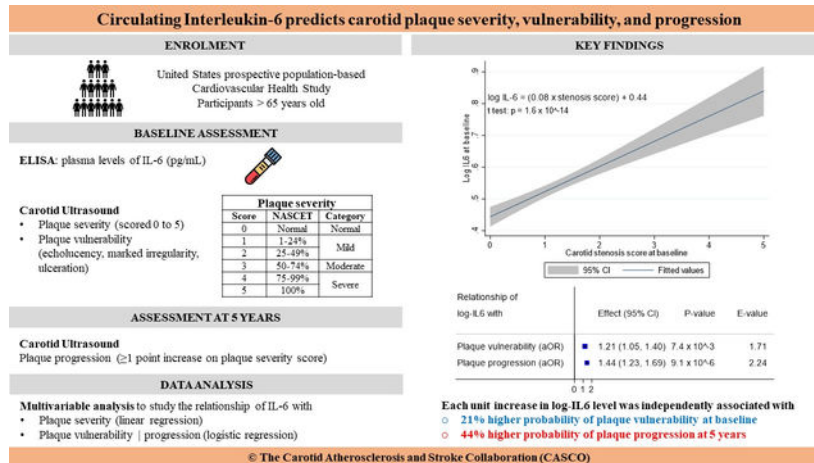 Circulating Interleukin-6 predicts carotid plaque severity, vulnerability, and progression
ENROLMENT
United States prospective population-based
Cardiovascular Health Study
Participants > 65 years old
BASELINE ASSESSMENT
ELISA: plasma levels of IL-6 (pg/mL)
Carotid Ultrasound
• Plaque severity (scored 0 to 5)
• Plaque vulnerability
(echolucency, marked irregularity,
ulceration)
Plaque severity
Score NASCET Category
0 Normal Normal
1 1-24%
Mild
2 25-49%
3 50-74% Moderate
4 75-99%
Severe
5 100%
ASSESSMENT AT 5 YEARS
Carotid Ultrasound
Plaque progression (≥1 point increase on plaque severity score)
DATA ANALYSIS
Multivariable analysis to study the relationship of IL-6 with
• Plaque severity (linear regression)
• Plaque vulnerability | progression (logistic regression)
KEY FINDINGS
log IL-6 = (0.08 x stenosis score) + 0.44
t test: p = 1.6 x 10^-14
Log IL6 at baseline
.9
.8
.7
.6
.5
.4
0 1 2 3 4 5
Carotid stenosis score at baseline
95% CI Fitted values
Relationship of
log-IL6 with Effect (95% CI) P-value E-value
Plaque vulnerability (aOR) 1.21 (1.05, 1.40) 7.4 x 10^-3 1.71
Plaque progression (aOR) 1.44 (1.23, 1.69) 9.1 x 10^-6 2.24
0 1 2
Each unit increase in log-IL6 level was independently associated with
o 21% higher probability of plaque vulnerability at baseline
o 44% higher probability of plaque progression at 5 years
© The Carotid Atherosclerosis and Stroke Collaboration (CASCO)